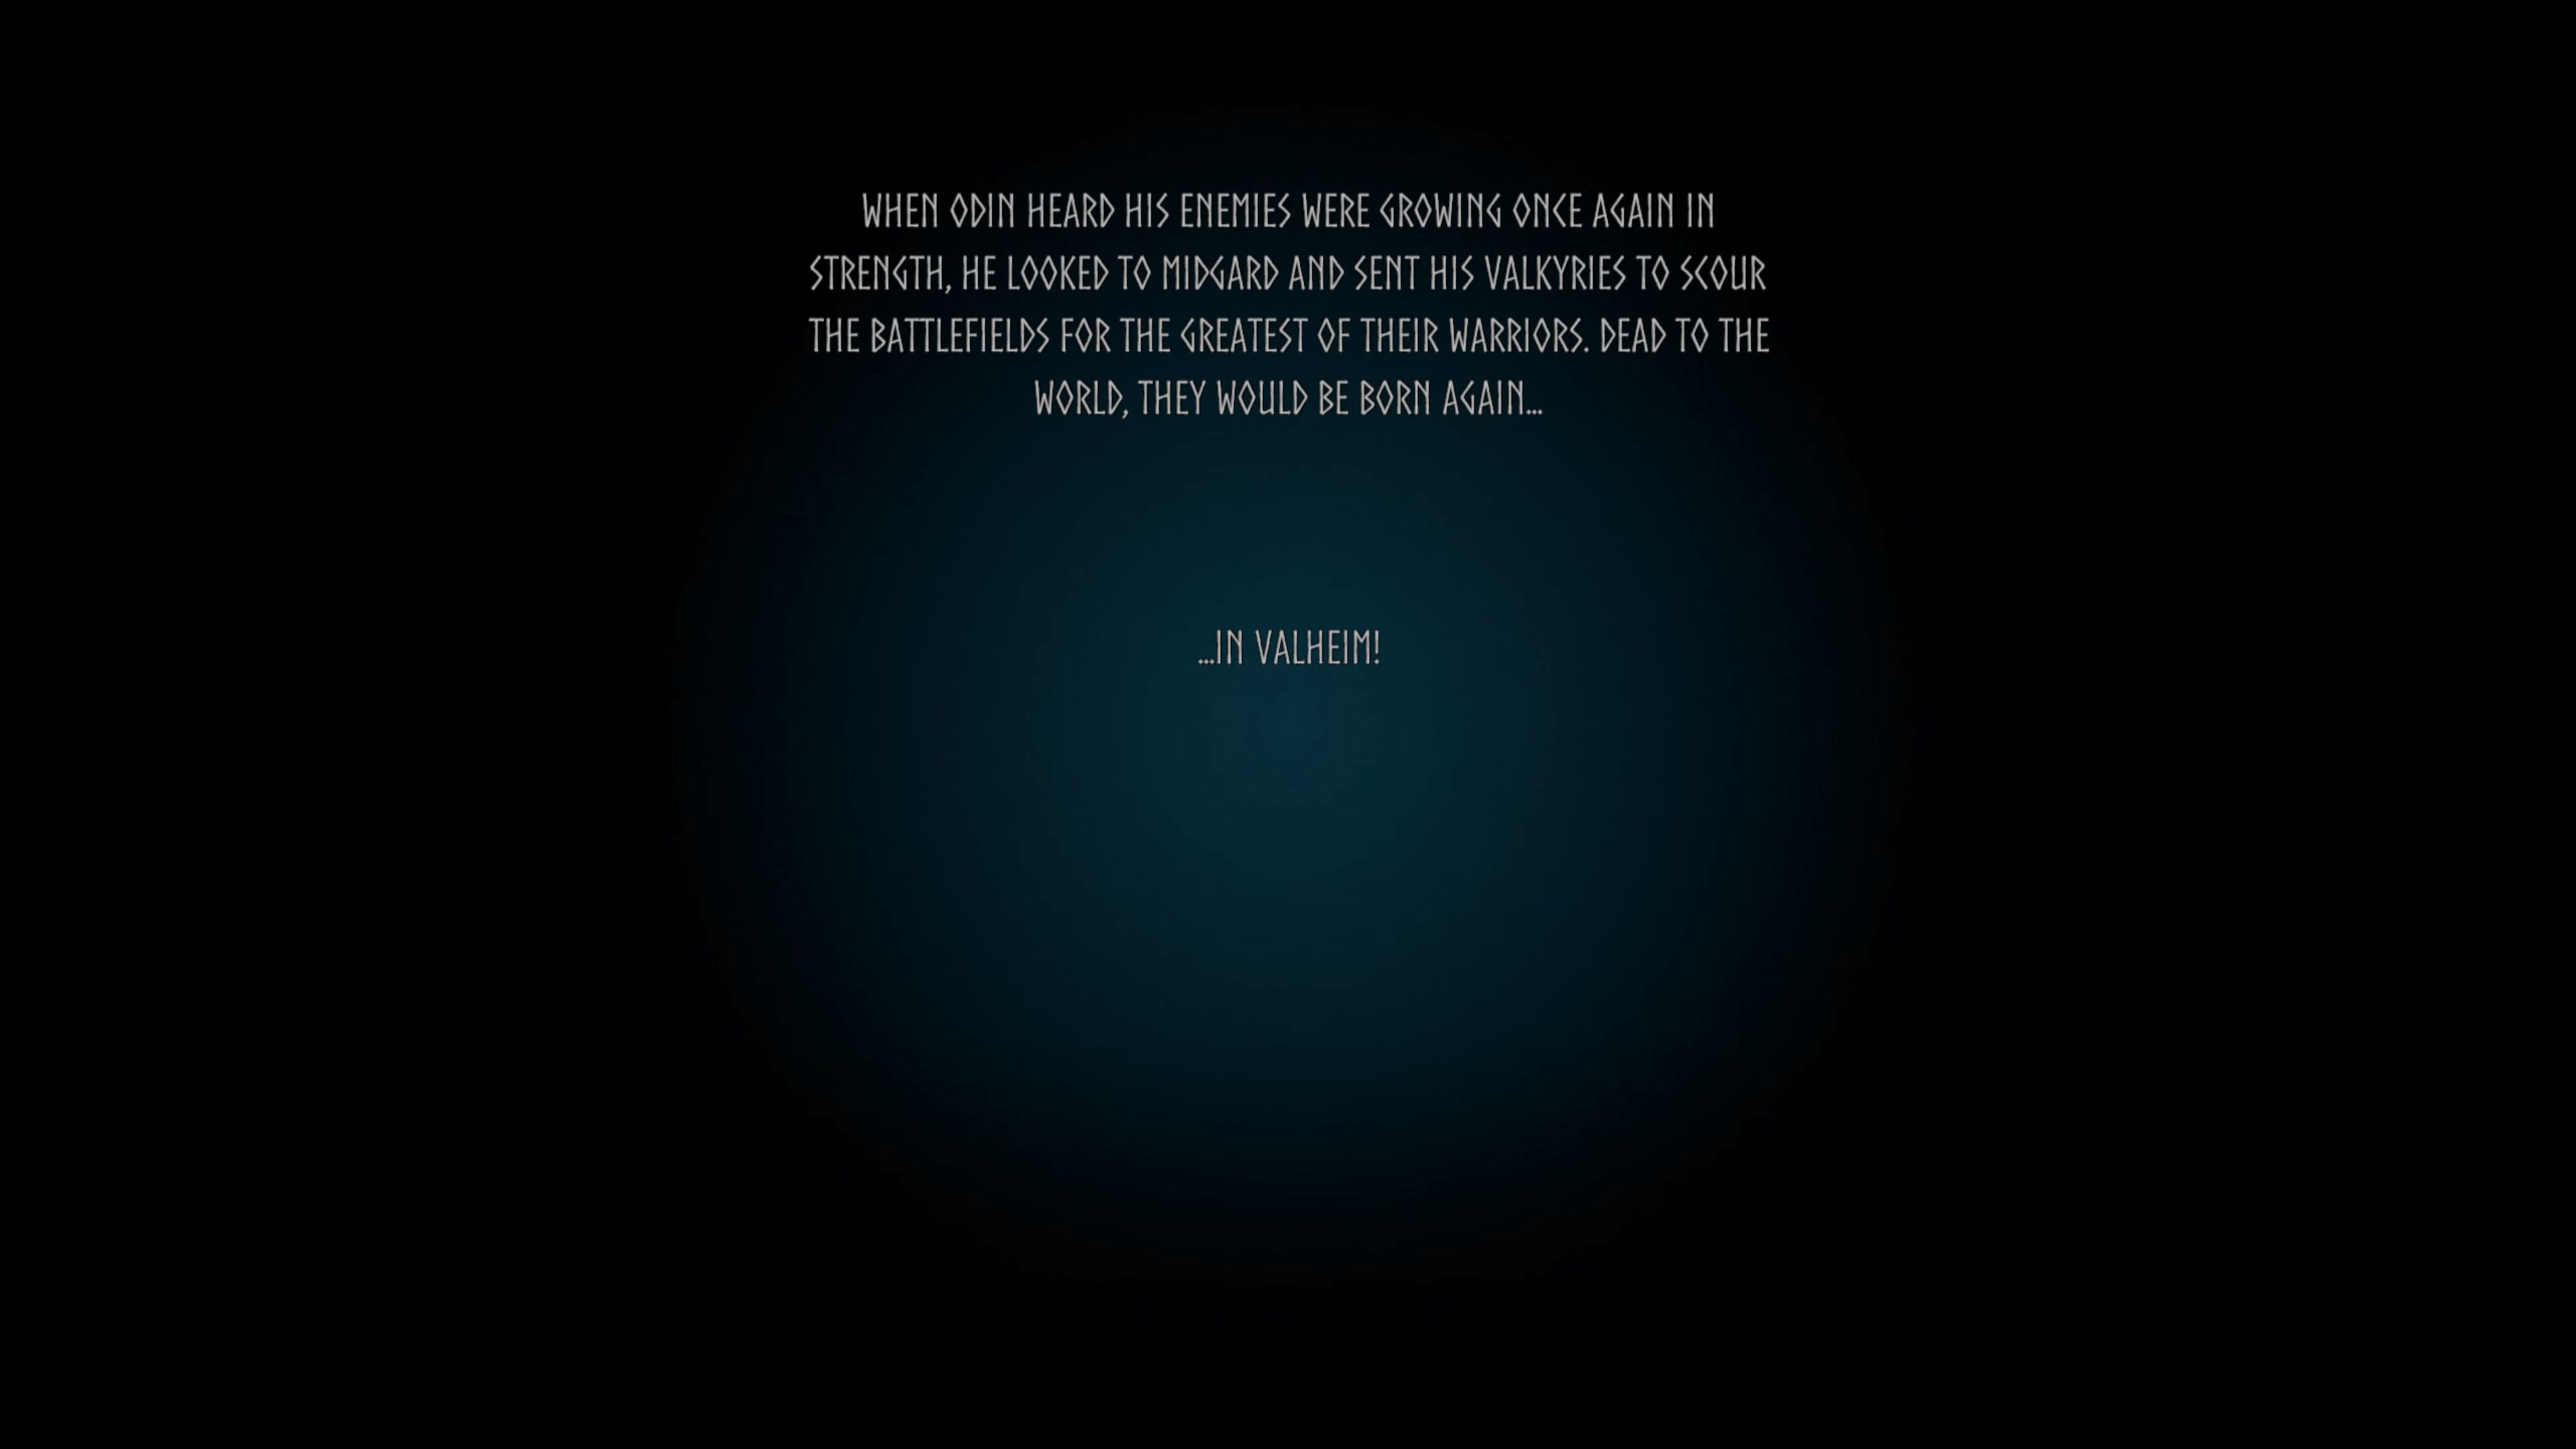 WHEN ODIN HEARD HIS ENEMIES WERE GROWING ONCE AGAIN IN
STRENGTH, HE LOOKED TO MIDGARD AND SENT HIS VALKYRIES TO SCOUR
THE BATTLEFIELDS FOR THE GREATEST OF THEIR WARRIORS. DEAD TO THE
WORLD, THEY WOULD BE BORN AGAIN...
...IN VALHEIM!